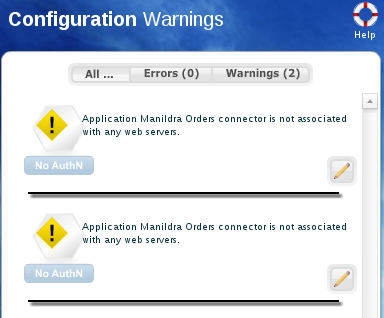 Configuration Warnings
Help
All ...
Errors (0)
Warnings (2)
Application Manildra Orders connector is not associated
with any web servers.
No AuthN
Application Manildra Orders connector is not associated
with any web servers.
No AuthN